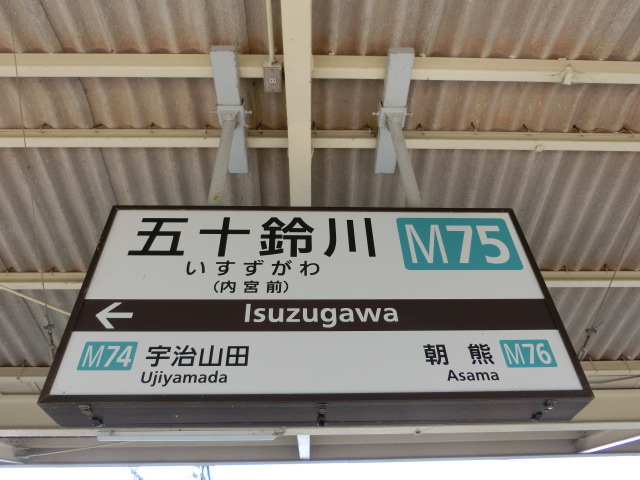 五十鈴川 M75
いすずがわ
(内宮前)
← Isuzugawa
M74 宇治山田 朝熊 M76
Ujiyamada Asama